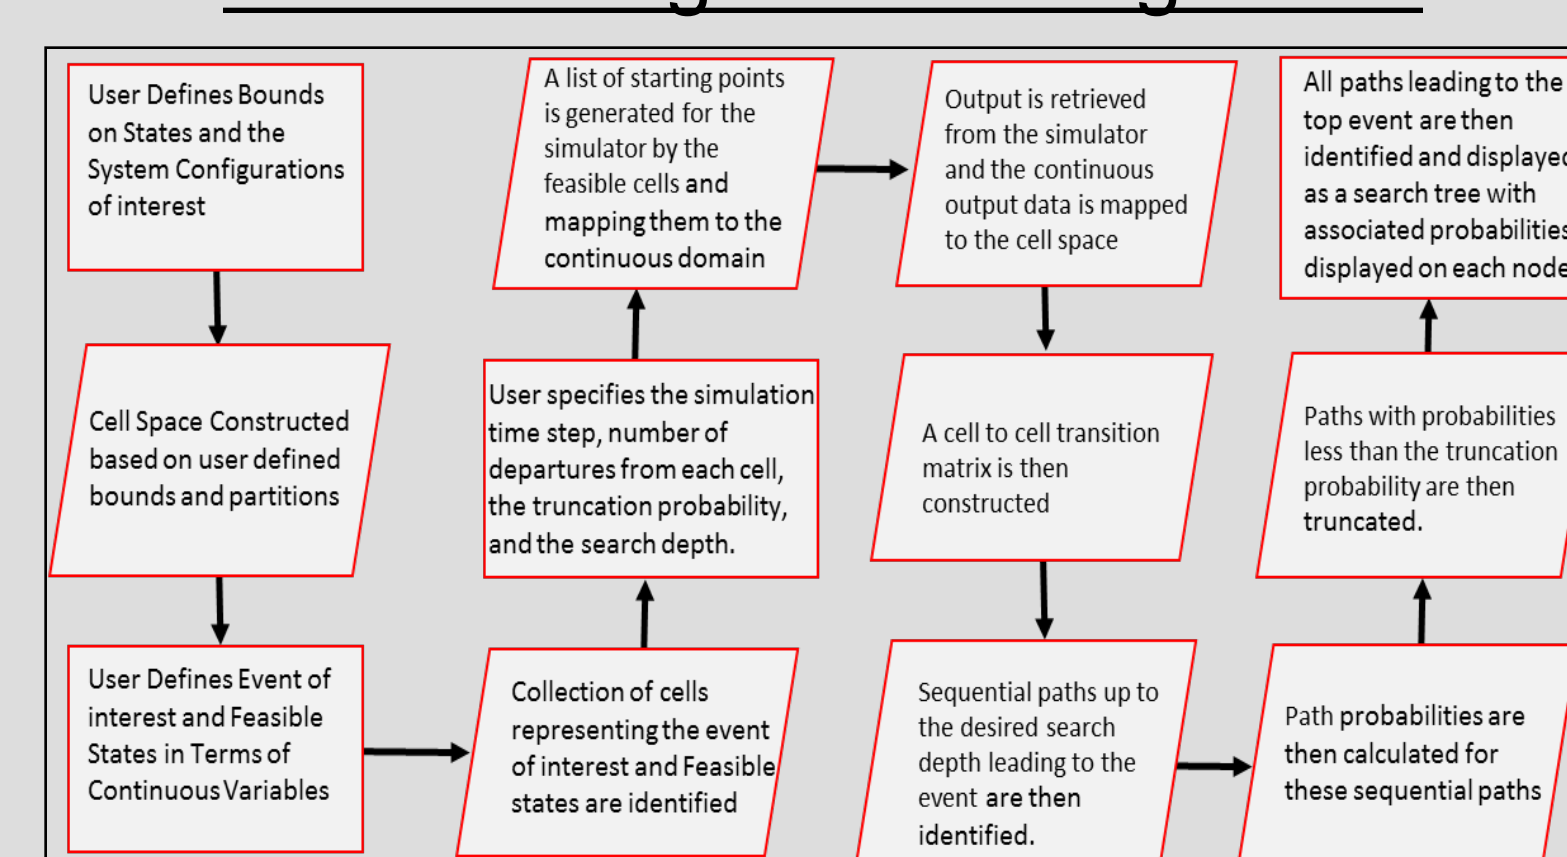 User Defines Bounds
on States and the
System Configurations
of interest
Cell Space Constructed
based on user defined
bounds and partitions
User Defines Event of
interest and Feasible
States in Terms of
Continuous Variables
Collection of cells
representing the event
of interest and Feasible
states are identified
User specifies the simulation
time step, number of
departures from each cell,
the truncation probability,
and the search depth.
A list of starting points
is generated for the
simulator by the
feasible cells and
mapping them to the
continuous domain
Output is retrieved
from the simulator
and the continuous
output data is mapped
to the cell space
A cell to cell transition
matrix is then
constructed
Sequential paths up to
the desired search
depth leading to the
event are then
identified.
Path probabilities are
then calculated for
these sequential paths
Paths with probabilities
less than the truncation
probability are then
truncated.
All paths leading to the
top event are then
identified and displayed
as a search tree with
associated probabilities
displayed on each node